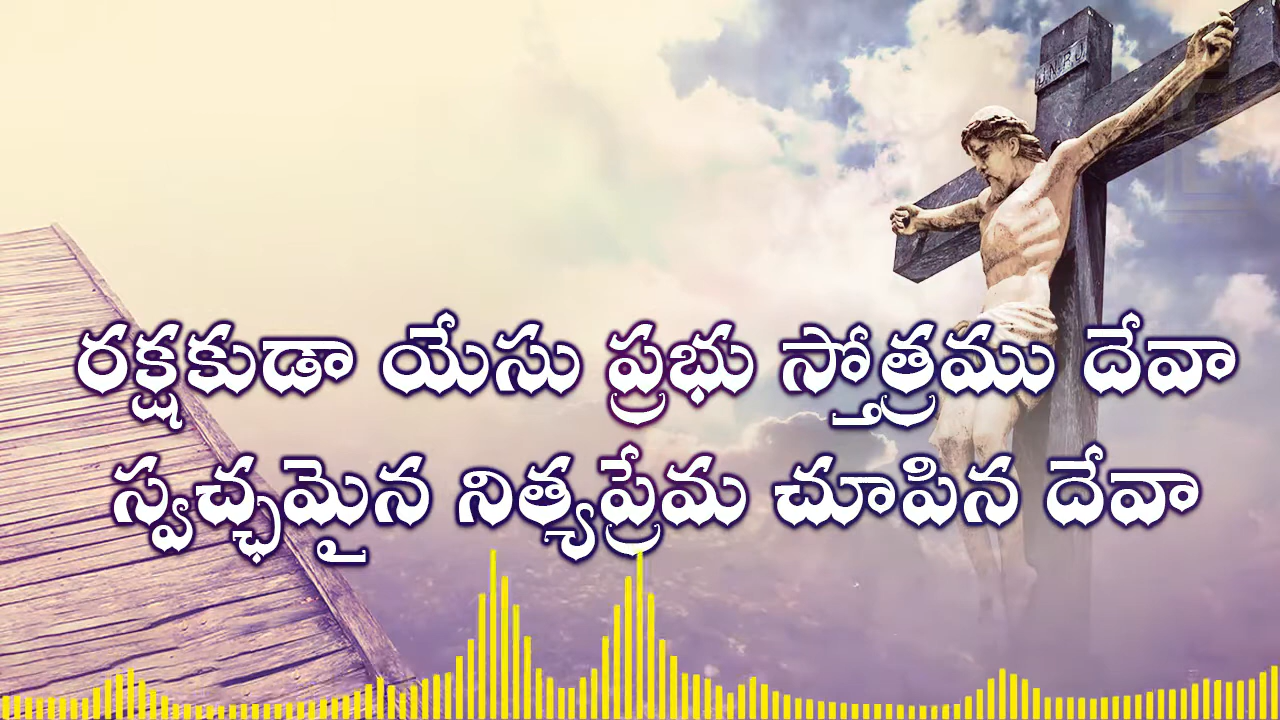 J.N.R.J
రక్షకుడా యేసు ప్రభు స్తోత్రము దేవా
స్వచ్ఛమైన నిత్యప్రేమ చూపిన దేవా